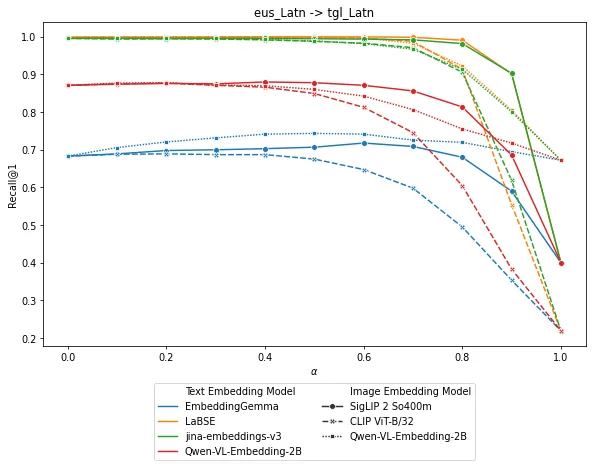 eus_Latn -> tgl_Latn
Recall@1
1.0
0.9
0.8
0.7
0.6
0.5
0.4
0.3
0.2
0.0 0.2 0.4 0.6 0.8 1.0
α
Text Embedding Model
EmbeddingGemma
LaBSE
jina-embeddings-v3
Qwen-VL-Embedding-2B
Image Embedding Model
SigLIP 2 So400m
CLIP ViT-B/32
Qwen-VL-Embedding-2B